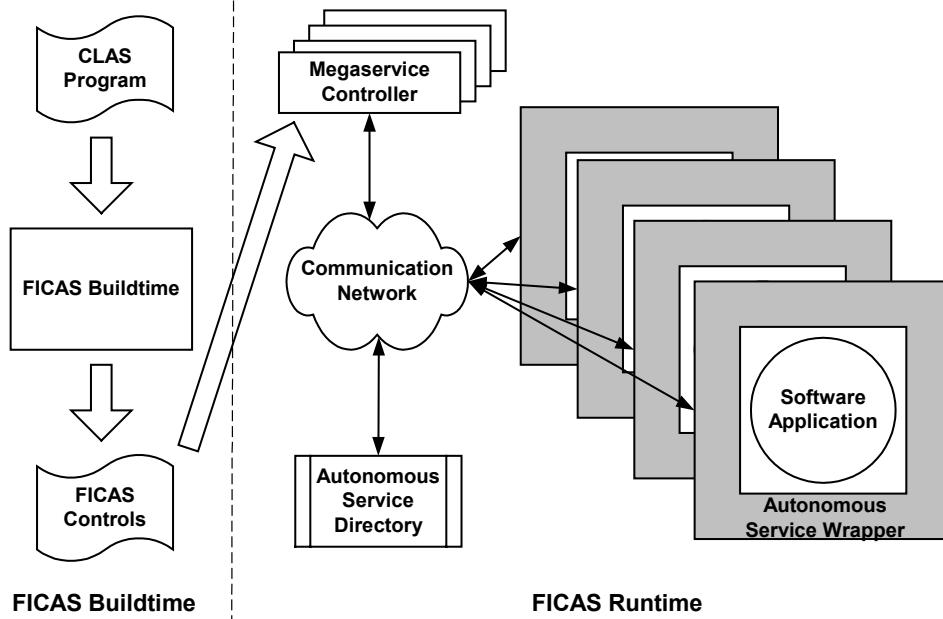 CLAS
Program
FICAS Buildtime
FICAS
Controls
FICAS Buildtime
Megaservice
Controller
Communication
Network
Autonomous
Service
Directory
Software
Application
Autonomous
Service Wrapper
FICAS Runtime